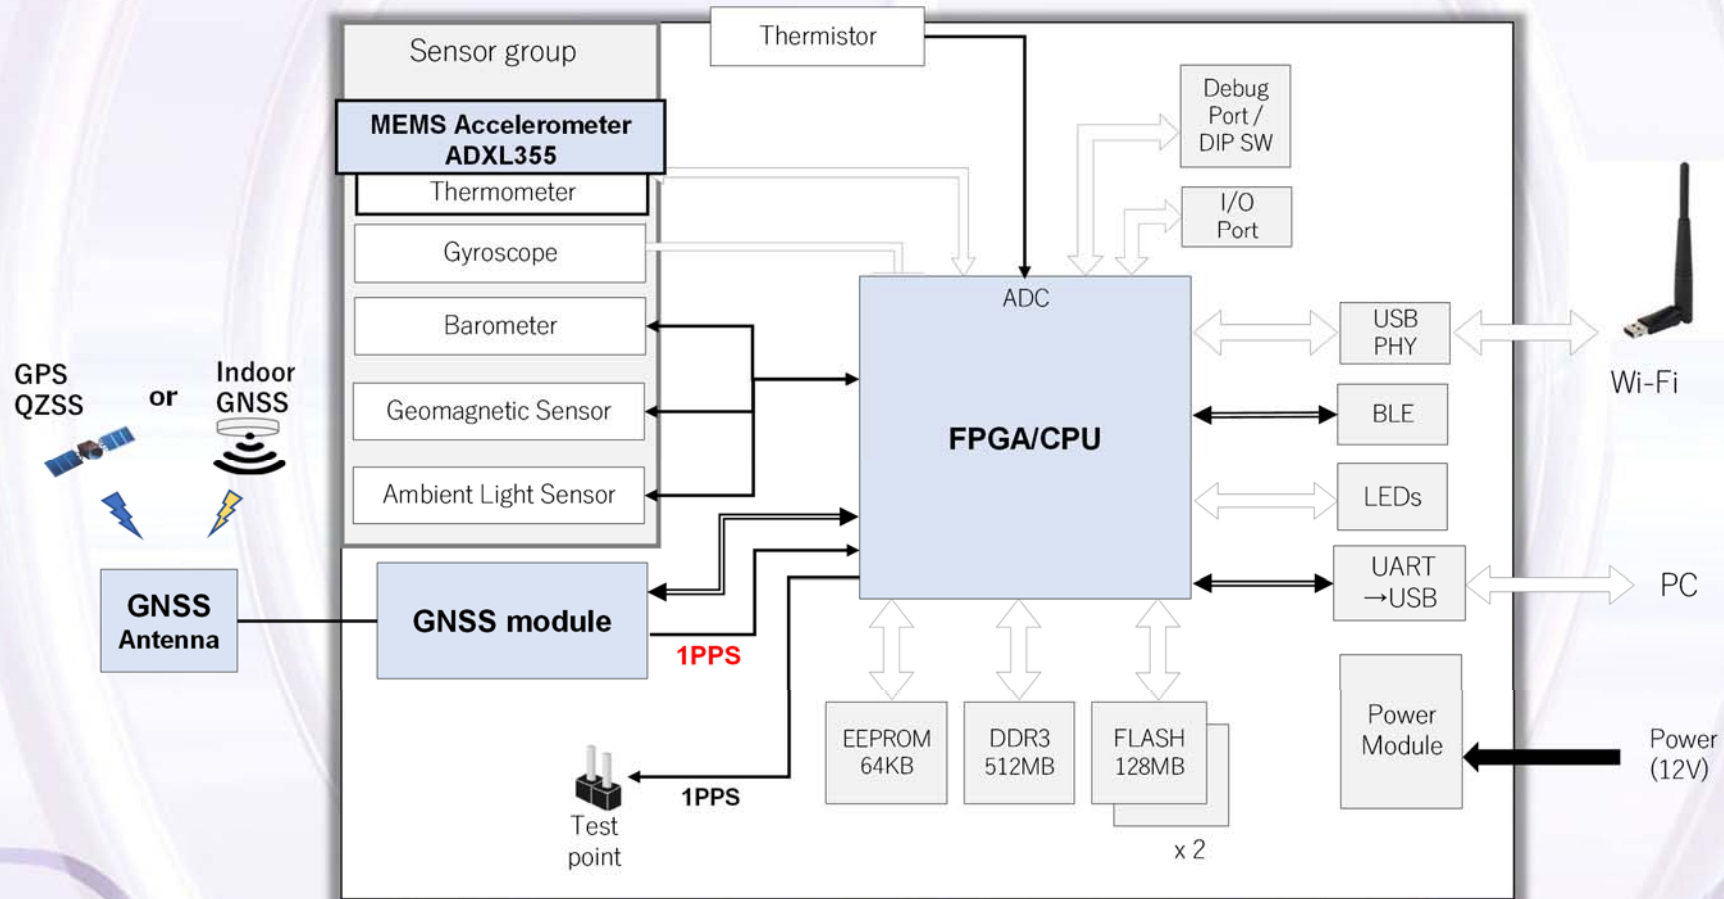 Sensor group
Thermistor
MEMS Accelerometer
ADXL355
Thermometer
Gyroscope
Barometer
Geomagnetic Sensor
Ambient Light Sensor
Debug
Port /
DIP SW
I/O
Port
ADC
FPGA/CPU
USB
PHY
Wi-Fi
BLE
LEDs
UART
→USB
PC
GPS
QZSS
or
Indoor
GNSS
GNSS
Antenna
GNSS module
1PPS
1PPS
Test
point
EEPROM
64KB
DDR3
512MB
FLASH
128MB
x 2
Power
Module
Power
(12V)